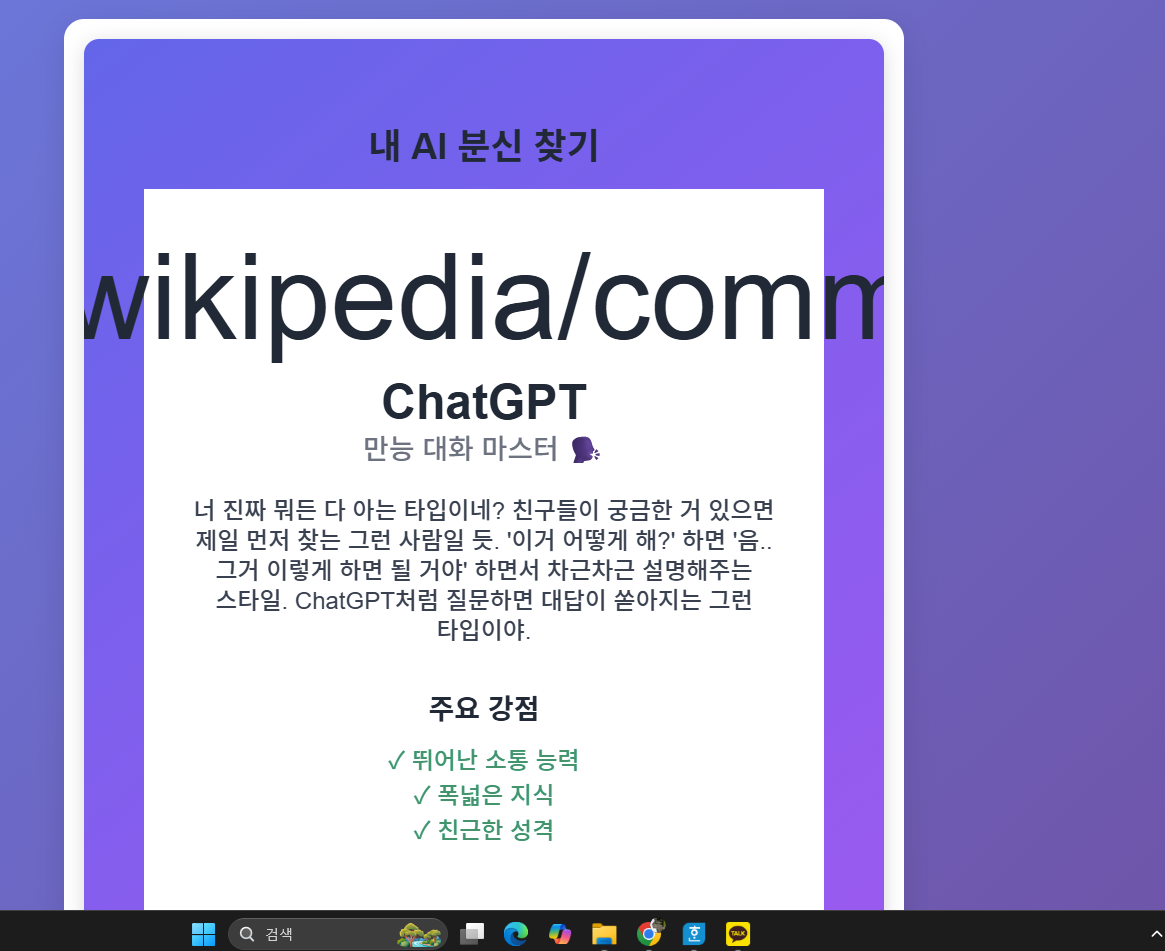 내 AI 분신 찾기
wikipedia/comm
ChatGPT
만능 대화 마스터
너 진짜 뭐든 다 아는 타입이네? 친구들이 궁금한 거 있으면
제일 먼저 찾는 그런 사람일 듯. '이거 어떻게 해?' 하면 '음..
그거 이렇게 하면 될 거야' 하면서 차근차근 설명해주는
스타일. ChatGPT처럼 질문하면 대답이 쏟아지는 그런
타입이야.
주요 강점
✓ 뛰어난 소통 능력
✓ 폭넓은 지식
✓ 친근한 성격
검색
호
TALK